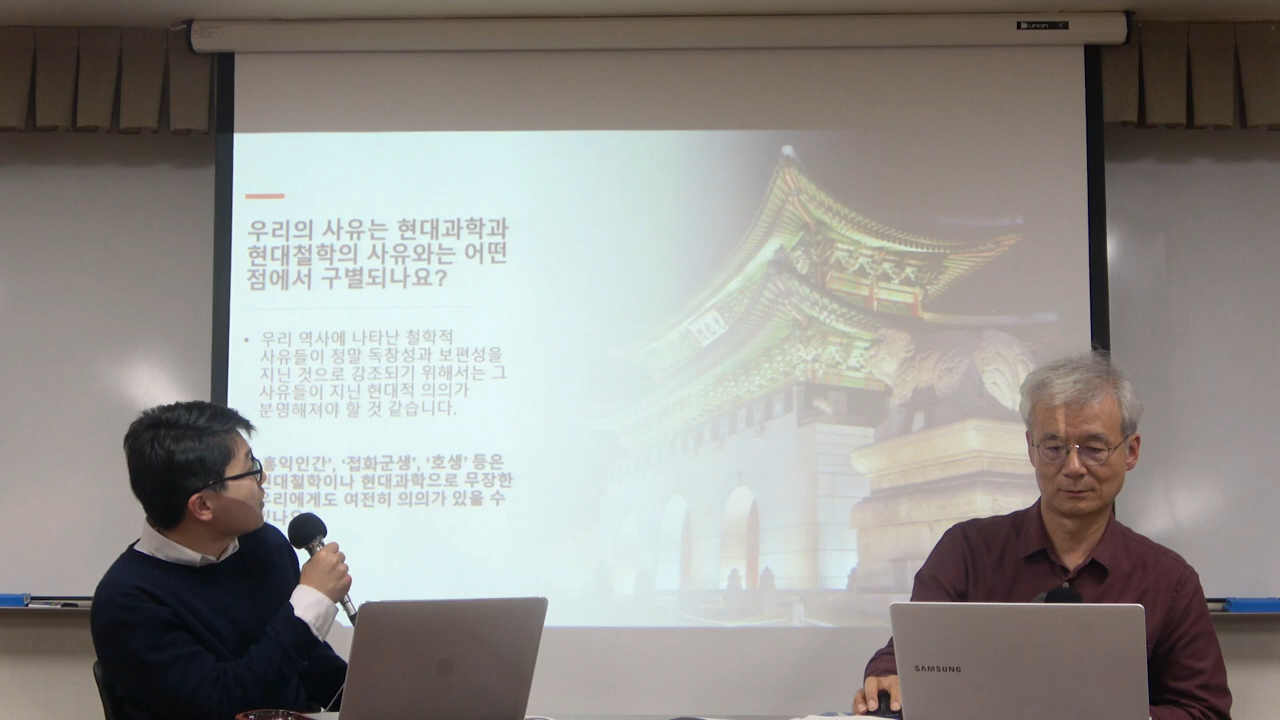 우리의 사유는 현대과학과
현대철학의 사유와는 어떤
점에서 구별되나요?
• 우리 역사에 나타난 철학적
사유들이 정말 독창성과 보편성을
지닌 것으로 강조되기 위해서는 그
사유들이 지닌 현대적 의의가
분명해져야 할 것 같습니다.
'홍익인간', '접화군생', '호생' 등은
현대철학이나 현대과학으로 무장한
우리에게도 여전히 의의가 있을 수
SAMSUNG